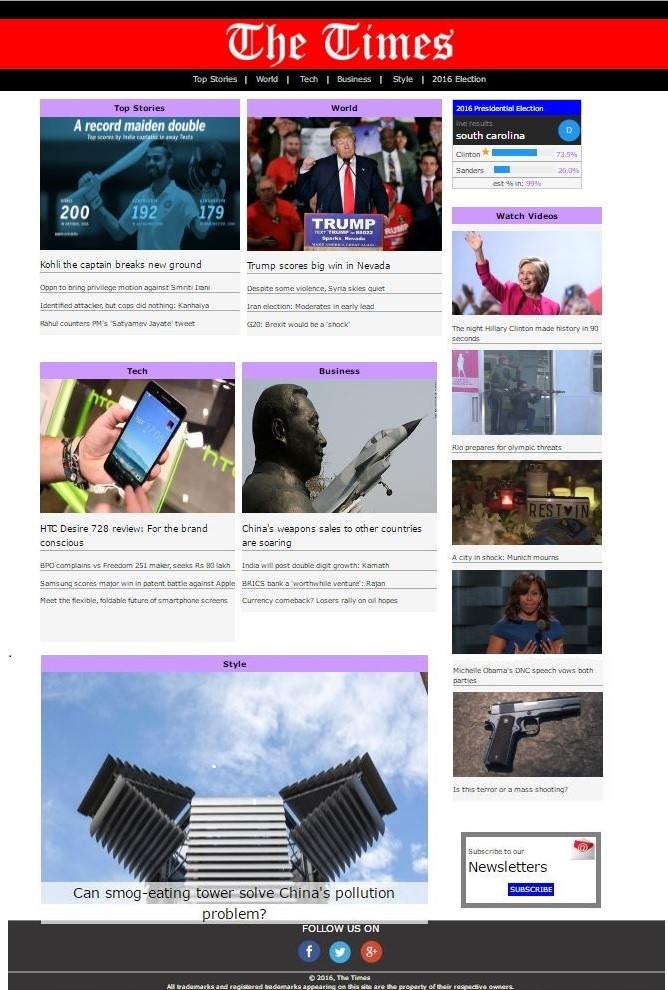 The Times
Top Stories | World | Tech | Business | Style | 2016 Election
Top Stories
A record maiden double
Top scores by India captains in away Tests
200
192
179
Kohli the captain breaks new ground
Oppn to bring privilege motion against Smriti Irani
Identified attacker, but cops did nothing: Kanhaiya
Rahul counters PM's 'Satyamev Jayate' tweet
World
TRUMP
TEXT "TRUMP" to 88022
Sparks, Nevada
MAKE AMERICA GREAT AGAIN!
Trump scores big win in Nevada
Despite some violence, Syria skies quiet
Iran election: Moderates in early lead
G20: Brexit would be a 'shock'
2016 Presidential Election
live results
south carolina
D
Clinton 73.5%
Sanders 26.0%
est % in: 99%
Watch Videos
The night Hillary Clinton made history in 90
seconds
Rio prepares for olympic threats
REST IN
A city in shock: Munich mourns
Michelle Obama's DNC speech vows both
parties
Is this terror or a mass shooting?
Tech
htc
HTC Desire 728 review: For the brand
conscious
BPO complains vs Freedom 251 maker, seeks Rs 80 lakh
Samsung scores major win in patent battle against Apple
Meet the flexible, foldable future of smartphone screens
Business
China's weapons sales to other countries
are soaring
India will post double digit growth: Kamath
BRICS bank a 'worthwhile venture': Rajan
Currency comeback? Losers rally on oil hopes
Style
Can smog-eating tower solve China's pollution
problem?
Subscribe to our
Newsletters
SUBSCRIBE
FOLLOW US ON
f
g+
© 2016, The Times
All trademarks and registered trademarks appearing on this site are the property of their respective owners.